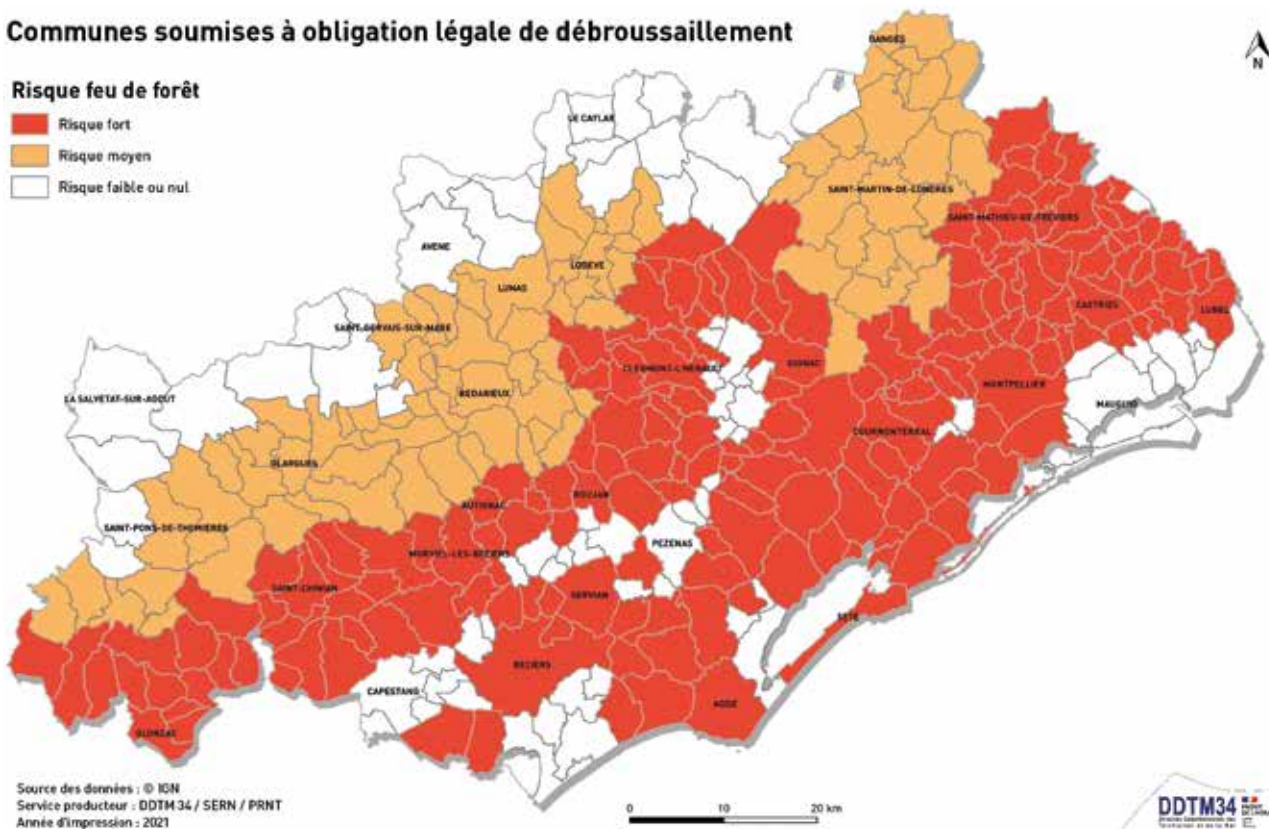 Communes soumises à obligation légale de débroussaillement
Risque feu de forêt
Risque fort
Risque moyen
Risque faible ou nul
N
GANGES
LE CAYLAR
SAINT-MARTIN-DE-LONDRES
SAINT-MATHIEU-DE-TREVIERS
AVENE
LODEVE
LUNAS
CASTRIES
LUNEL
SAINT-GERVAIS-SUR-MARE
CLERMONT-L'HERAULT
GIGNAC
MONTPELLIER
BEDARIEUX
LA SALVETAT-SUR-AGOUT
MAUGUIO
COURNONTERRAL
OLARGUES
AUTIGNAC
ROUJAN
SAINT-PONS-DE-THOMIERES
PEZENAS
MURVIEL-LES-BEZIERS
SAINT-CHINIAN
SERVIAN
SETE
BEZIERS
CAPESTANG
AGDE
OLONZAC
Source des données : © IGN
Service producteur : DDTM 34 / SERN / PRNT
Année d'impression : 2021
0 10 20 km
DDTM34